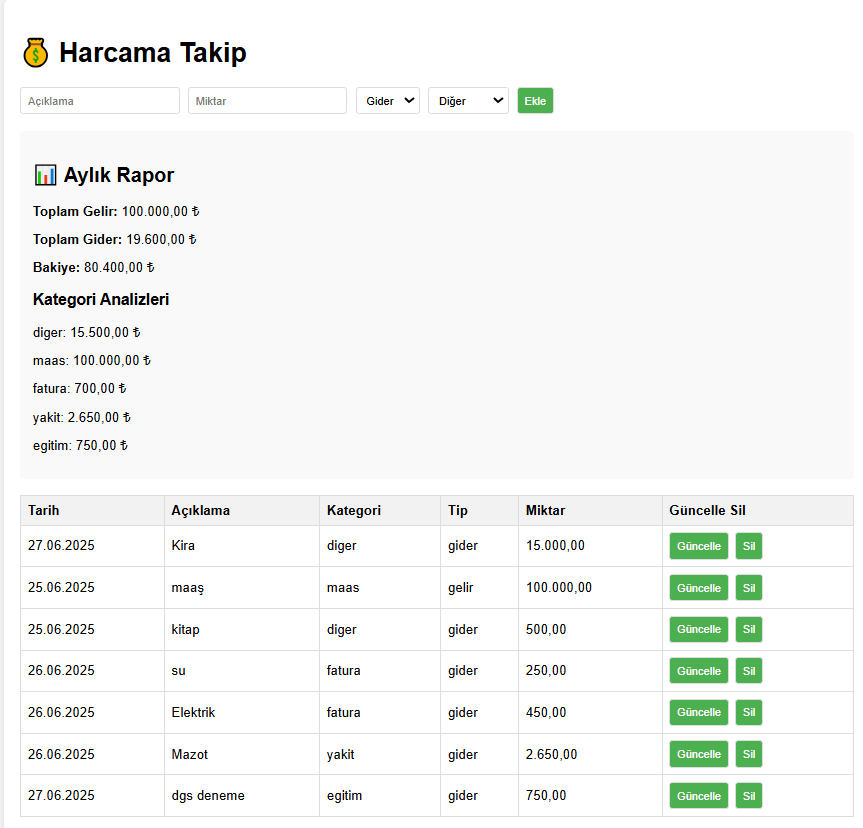 Harcama Takip
Açıklama Miktar Gider Diğer Ekle
Aylık Rapor
Toplam Gelir: 100.000,00 ₺
Toplam Gider: 19.600,00 ₺
Bakiye: 80.400,00 ₺
Kategori Analizleri
diger: 15.500,00 ₺
maas: 100.000,00 ₺
fatura: 700,00 ₺
yakit: 2.650,00 ₺
egitim: 750,00 ₺
Tarih Açıklama Kategori Tip Miktar Güncelle Sil
27.06.2025 Kira diger gider 15.000,00 Güncelle Sil
25.06.2025 maaş maas gelir 100.000,00 Güncelle Sil
25.06.2025 kitap diger gider 500,00 Güncelle Sil
26.06.2025 su fatura gider 250,00 Güncelle Sil
26.06.2025 Elektrik fatura gider 450,00 Güncelle Sil
26.06.2025 Mazot yakit gider 2.650,00 Güncelle Sil
27.06.2025 dgs deneme egitim gider 750,00 Güncelle Sil